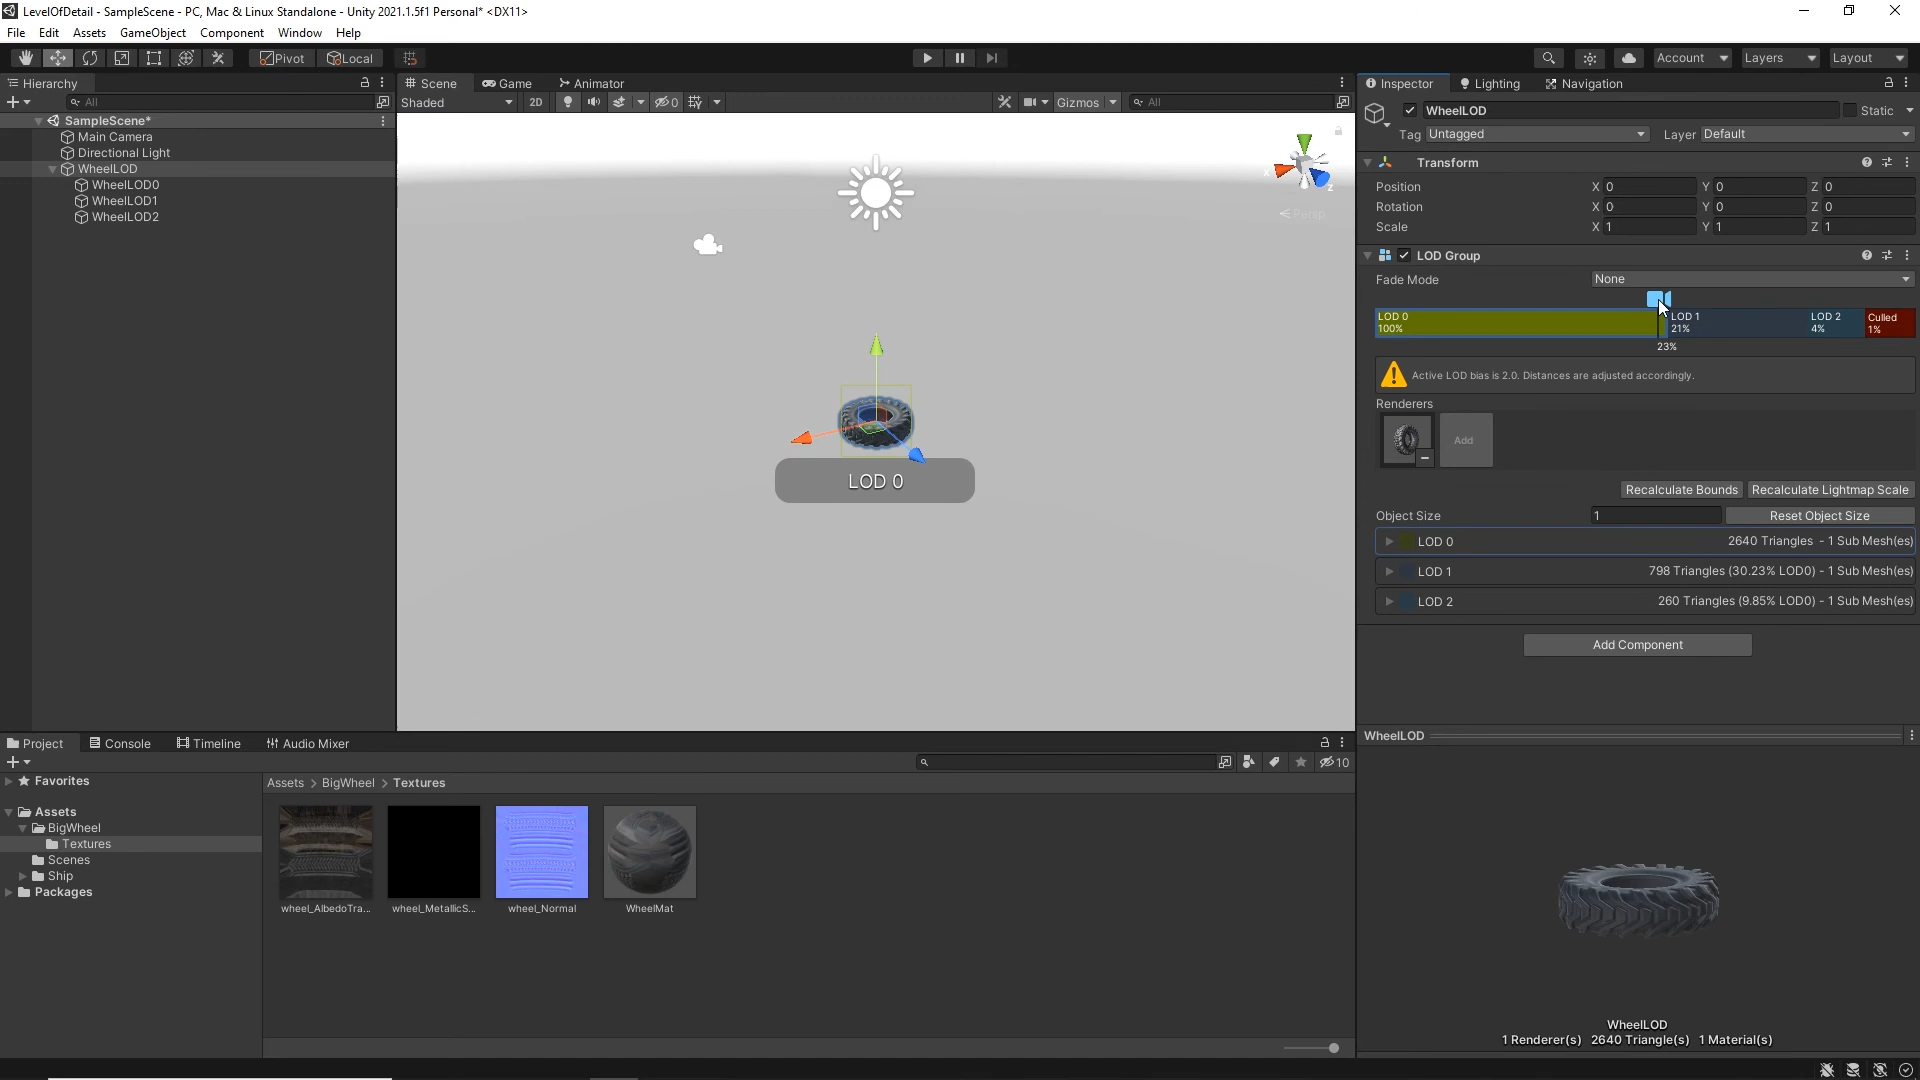 LevelOfDetail - SampleScene - PC, Mac & Linux Standalone - Unity 2021.1.5f1 Personal* <DX11>
File Edit Assets GameObject Component Window Help
Pivot Local Account Layers Layout
Hierarchy
All
SampleScene*
Main Camera
Directional Light
WheelLOD
WheelLOD0
WheelLOD1
WheelLOD2
Scene Game Animator
Shaded 2D 0 Gizmos All
X Z
Persp
LOD 0
Inspector Lighting Navigation
WheelLOD Static
Tag Untagged Layer Default
Transform
Position X 0 Y 0 Z 0
Rotation X 0 Y 0 Z 0
Scale X 1 Y 1 Z 1
LOD Group
Fade Mode None
LOD 0 LOD 1 LOD 2 Culled
100% 21% 4% 1%
23%
Active LOD bias is 2.0. Distances are adjusted accordingly.
Renderers
Add
Recalculate Bounds Recalculate Lightmap Scale
Object Size 1 Reset Object Size
LOD 0 2640 Triangles - 1 Sub Mesh(es)
LOD 1 798 Triangles (30.23% LOD0) - 1 Sub Mesh(es)
LOD 2 260 Triangles (9.85% LOD0) - 1 Sub Mesh(es)
Add Component
WheelLOD
WheelLOD
1 Renderer(s) 2640 Triangle(s) 1 Material(s)
Project Console Timeline Audio Mixer
10
Favorites
Assets
BigWheel
Textures
Scenes
Ship
Packages
Assets > BigWheel > Textures
wheel_AlbedoTra... wheel_MetallicS... wheel_Normal WheelMat